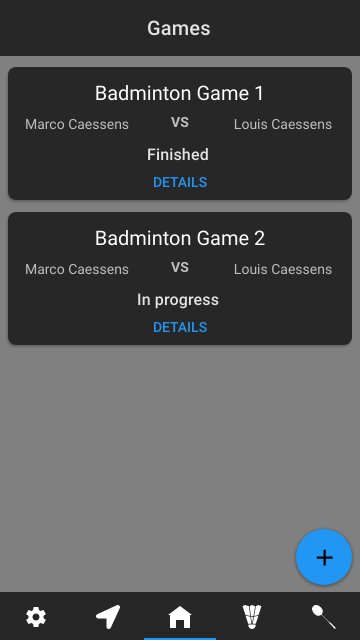 Games
Badminton Game 1
Marco Caessens VS Louis Caessens
Finished
DETAILS
Badminton Game 2
Marco Caessens VS Louis Caessens
In progress
DETAILS